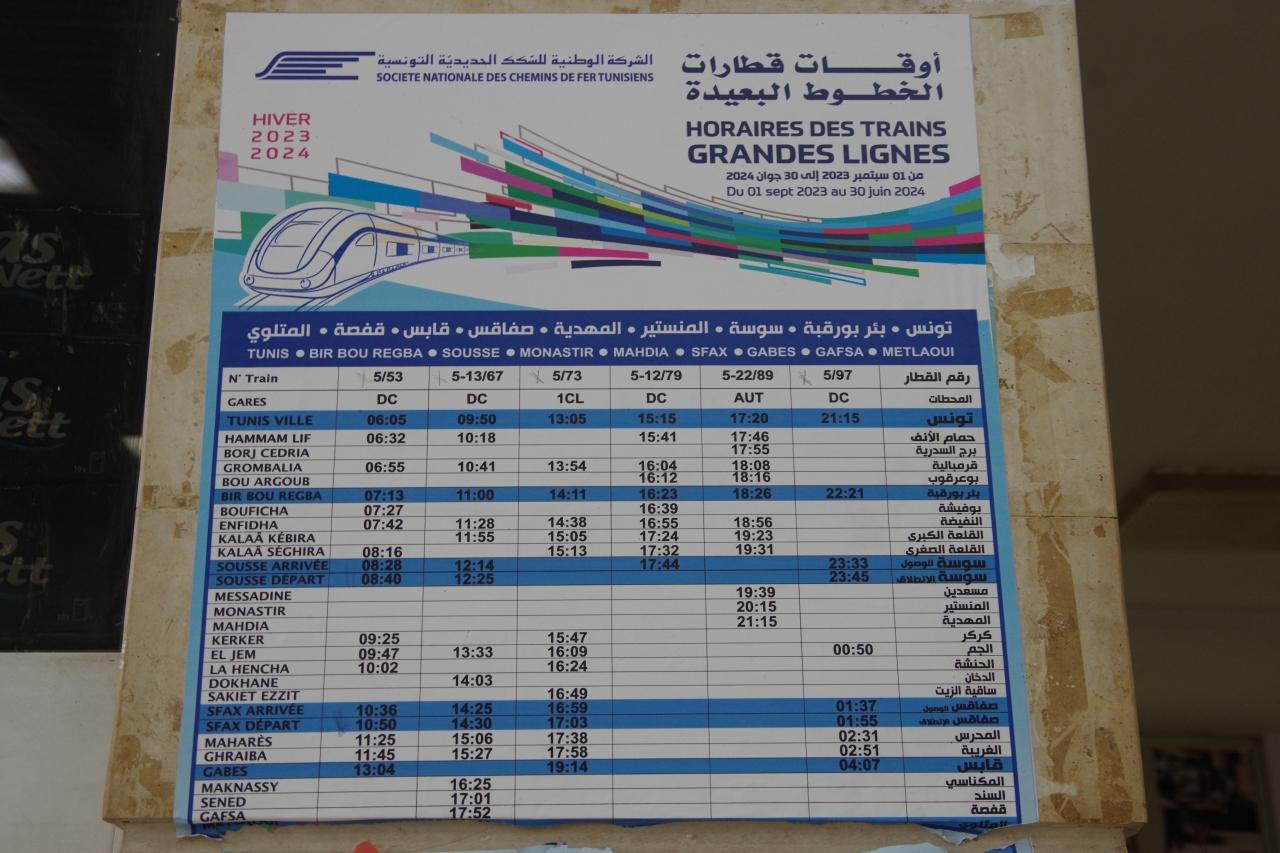 الشركة الوطنية للسّكك الحديديّة التونسية
SOCIETE NATIONALE DES CHEMINS DE FER TUNISIENS
أوقـــات قطارات
الخطــوط البعيدة
HIVER
2023
2024
HORAIRES DES TRAINS
GRANDES LIGNES
من 01 سبتمبر 2023 إلى 30 جوان 2024
Du 01 sept 2023 au 30 juin 2024
تونس • بئر بورقبة • سوسة • المنستير • المهدية • صفاقس • قابس • قفصة • المتلوي
TUNIS ● BIR BOU REGBA ● SOUSSE ● MONASTIR ● MAHDIA ● SFAX ● GABES ● GAFSA ● METLAOUI
N° Train 5/53 5-13/67 5/73 5-12/79 5-22/89 5/97 رقم القطار
GARES DC DC 1CL DC AUT DC المحطات
TUNIS VILLE 06:05 09:50 13:05 15:15 17:20 21:15 تونس
HAMMAM LIF 06:32 10:18 15:41 17:46 حمام الأنف
BORJ CEDRIA 17:55 برج السدرية
GROMBALIA 06:55 10:41 13:54 16:04 18:08 قرمبالية
BOU ARGOUB 16:12 18:16 بوعرقوب
BIR BOU REGBA 07:13 11:00 14:11 16:23 18:26 22:21 بئر بورقبة
BOUFICHA 07:27 16:39 بوفيشة
ENFIDHA 07:42 11:28 14:38 16:55 18:56 النفيضة
KALAÂ KÉBIRA 11:55 15:05 17:24 19:23 القلعة الكبرى
KALAÂ SÉGHIRA 08:16 15:13 17:32 19:31 القلعة الصغرى
SOUSSE ARRIVÉE 08:28 12:14 17:44 23:33 سوسة الوصول
SOUSSE DÉPART 08:40 12:25 23:45 سوسة الانطلاق
MESSADINE 19:39 مسعدين
MONASTIR 20:15 المنستير
MAHDIA 21:15 المهدية
KERKER 09:25 15:47 كركر
EL JEM 09:47 13:33 16:09 00:50 الجم
LA HENCHA 10:02 16:24 الحنشة
DOKHANE 14:03 الدخان
SAKIET EZZIT 16:49 ساقية الزيت
SFAX ARRIVÉE 10:36 14:25 16:59 01:37 صفاقس الوصول
SFAX DÉPART 10:50 14:30 17:03 01:55 صفاقس الانطلاق
MAHARÈS 11:25 15:06 17:38 02:31 المحرس
GHRAIBA 11:45 15:27 17:58 02:51 الغريبة
GABES 13:04 19:14 04:07 قابس
MAKNASSY 16:25 المكناسي
SENED 17:01 السند
GAFSA 17:52 قفصة